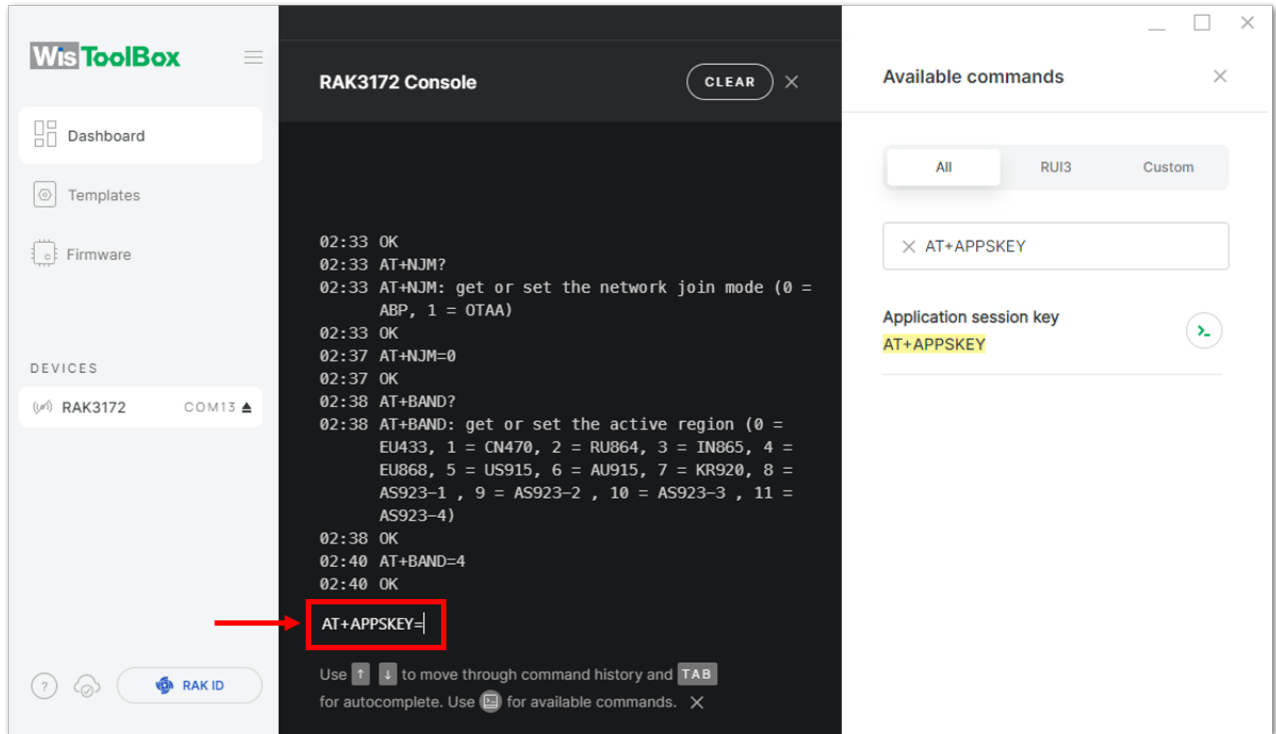 WisToolBox
Dashboard
Templates
Firmware
DEVICES
RAK3172 COM13
? RAK ID
RAK3172 Console CLEAR
02:33 OK
02:33 AT+NJM?
02:33 AT+NJM: get or set the network join mode (0 =
ABP, 1 = OTAA)
02:33 OK
02:37 AT+NJM=0
02:37 OK
02:38 AT+BAND?
02:38 AT+BAND: get or set the active region (0 =
EU433, 1 = CN470, 2 = RU864, 3 = IN865, 4 =
EU868, 5 = US915, 6 = AU915, 7 = KR920, 8 =
AS923-1 , 9 = AS923-2 , 10 = AS923-3 , 11 =
AS923-4)
02:38 OK
02:40 AT+BAND=4
02:40 OK
AT+APPSKEY=
Use ↑ ↓ to move through command history and TAB
for autocomplete. Use for available commands.
Available commands
All RUI3 Custom
AT+APPSKEY
Application session key
AT+APPSKEY